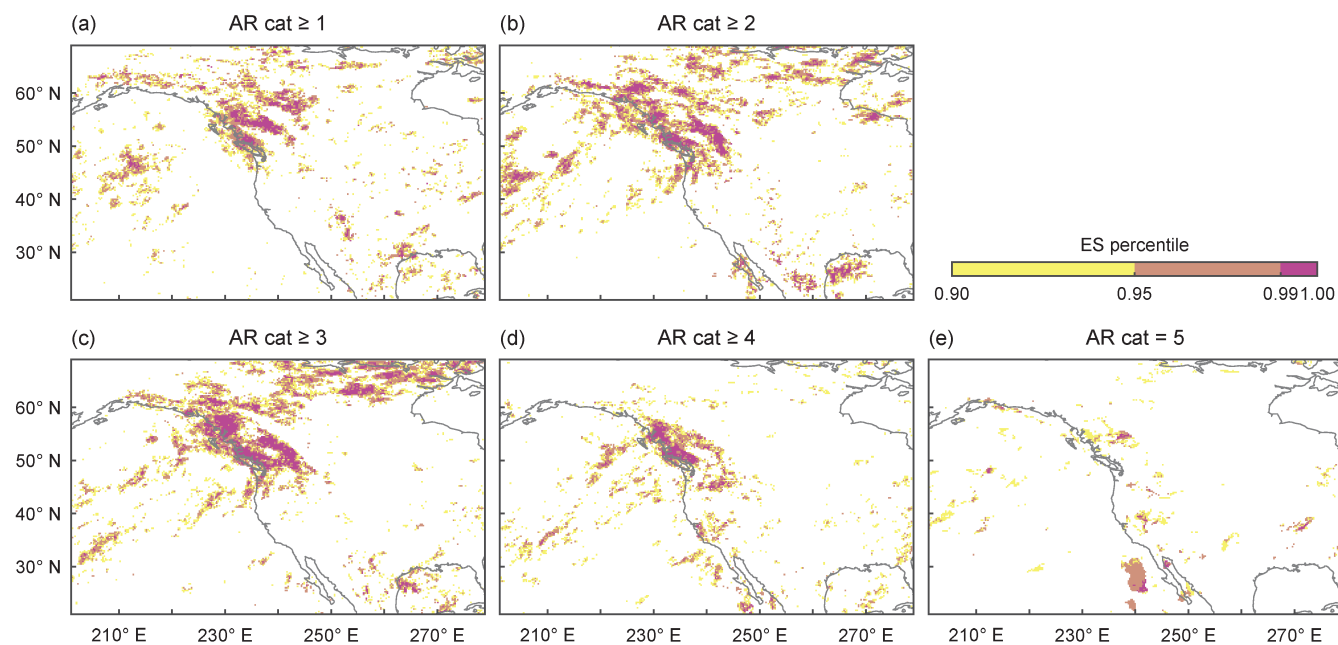 (a) AR cat ≥ 1
(b) AR cat ≥ 2
60° N
50° N
40° N
30° N
ES percentile
0.90 0.95 0.991.00
(c) AR cat ≥ 3
(d) AR cat ≥ 4
(e) AR cat = 5
60° N
50° N
40° N
30° N
210° E 230° E 250° E 270° E
210° E 230° E 250° E 270° E
210° E 230° E 250° E 270° E